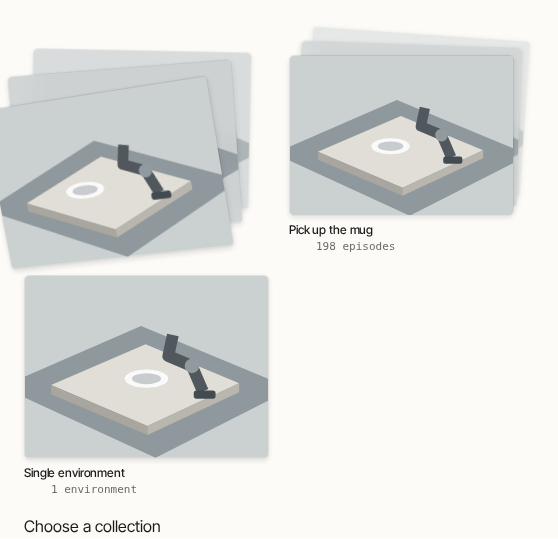 Pick up the mug
198 episodes
Single environment
1 environment
Choose a collection